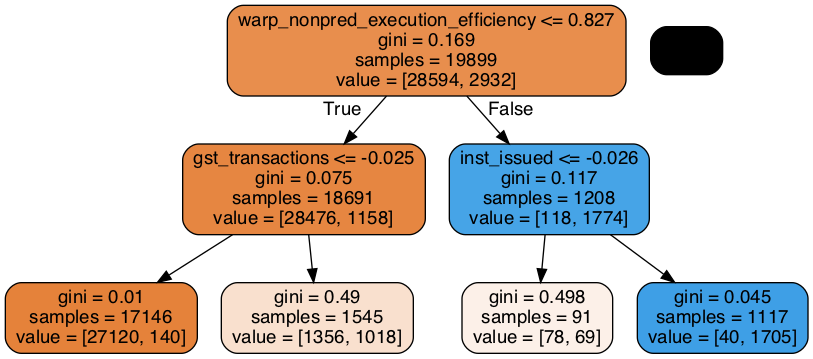 warp_nonpred_execution_efficiency <= 0.827
gini = 0.169
samples = 19899
value = [28594, 2932]
True
False
gst_transactions <= -0.025
gini = 0.075
samples = 18691
value = [28476, 1158]
inst_issued <= -0.026
gini = 0.117
samples = 1208
value = [118, 1774]
gini = 0.01
samples = 17146
value = [27120, 140]
gini = 0.49
samples = 1545
value = [1356, 1018]
gini = 0.498
samples = 91
value = [78, 69]
gini = 0.045
samples = 1117
value = [40, 1705]